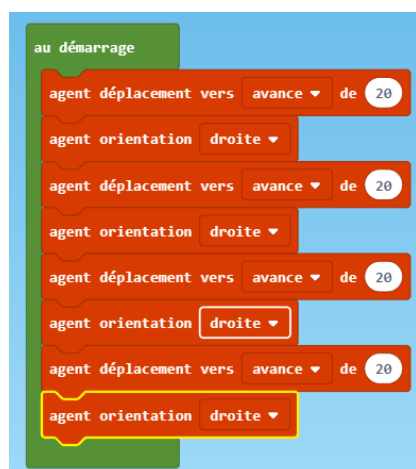 au démarrage
agent déplacement vers avance de 20
agent orientation droite
agent déplacement vers avance de 20
agent orientation droite
agent déplacement vers avance de 20
agent orientation droite
agent déplacement vers avance de 20
agent orientation droite